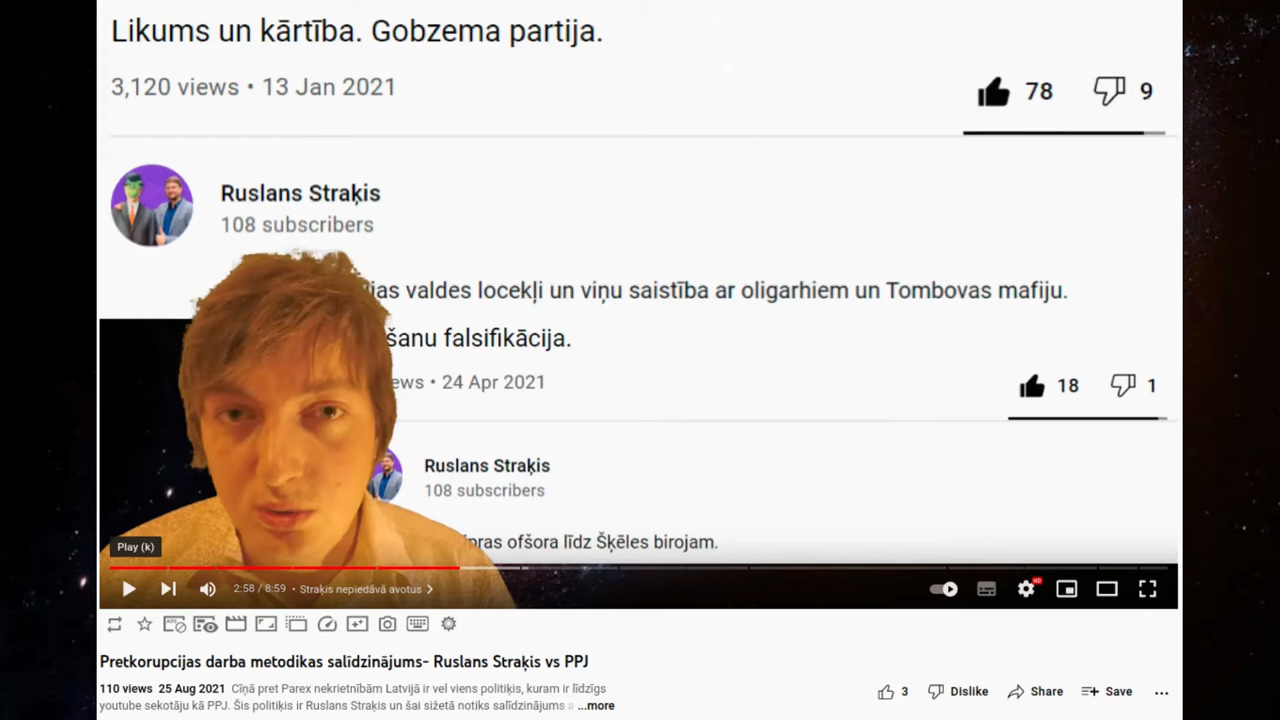 Likums un kārtība. Gobzema partija.
3,120 views • 13 Jan 2021
78
9
Ruslans Straķis
108 subscribers
valdes locekļi un viņu saistība ar oligarhiem un Tombovas mafiju.
falsifikācija.
24 Apr 2021
18
1
Ruslans Straķis
108 subscribers
ofšora līdz Šķēles birojam.
Play (k)
2:58 / 8:59 • Straķis nepiedāvā avotus
HD
Pretkorupcijas darba metodikas salīdzinājums- Ruslans Straķis vs PPJ
110 views 25 Aug 2021 Cīņā pret Parex nekrietnībām Latvijā ir vel viens politiķis, kuram ir līdzīgs
youtube sekotāju kā PPJ. Šis politiķis ir Ruslans Straķis un šai sižetā notiks salīdzinājums a ...more
3
Dislike
Share
Save